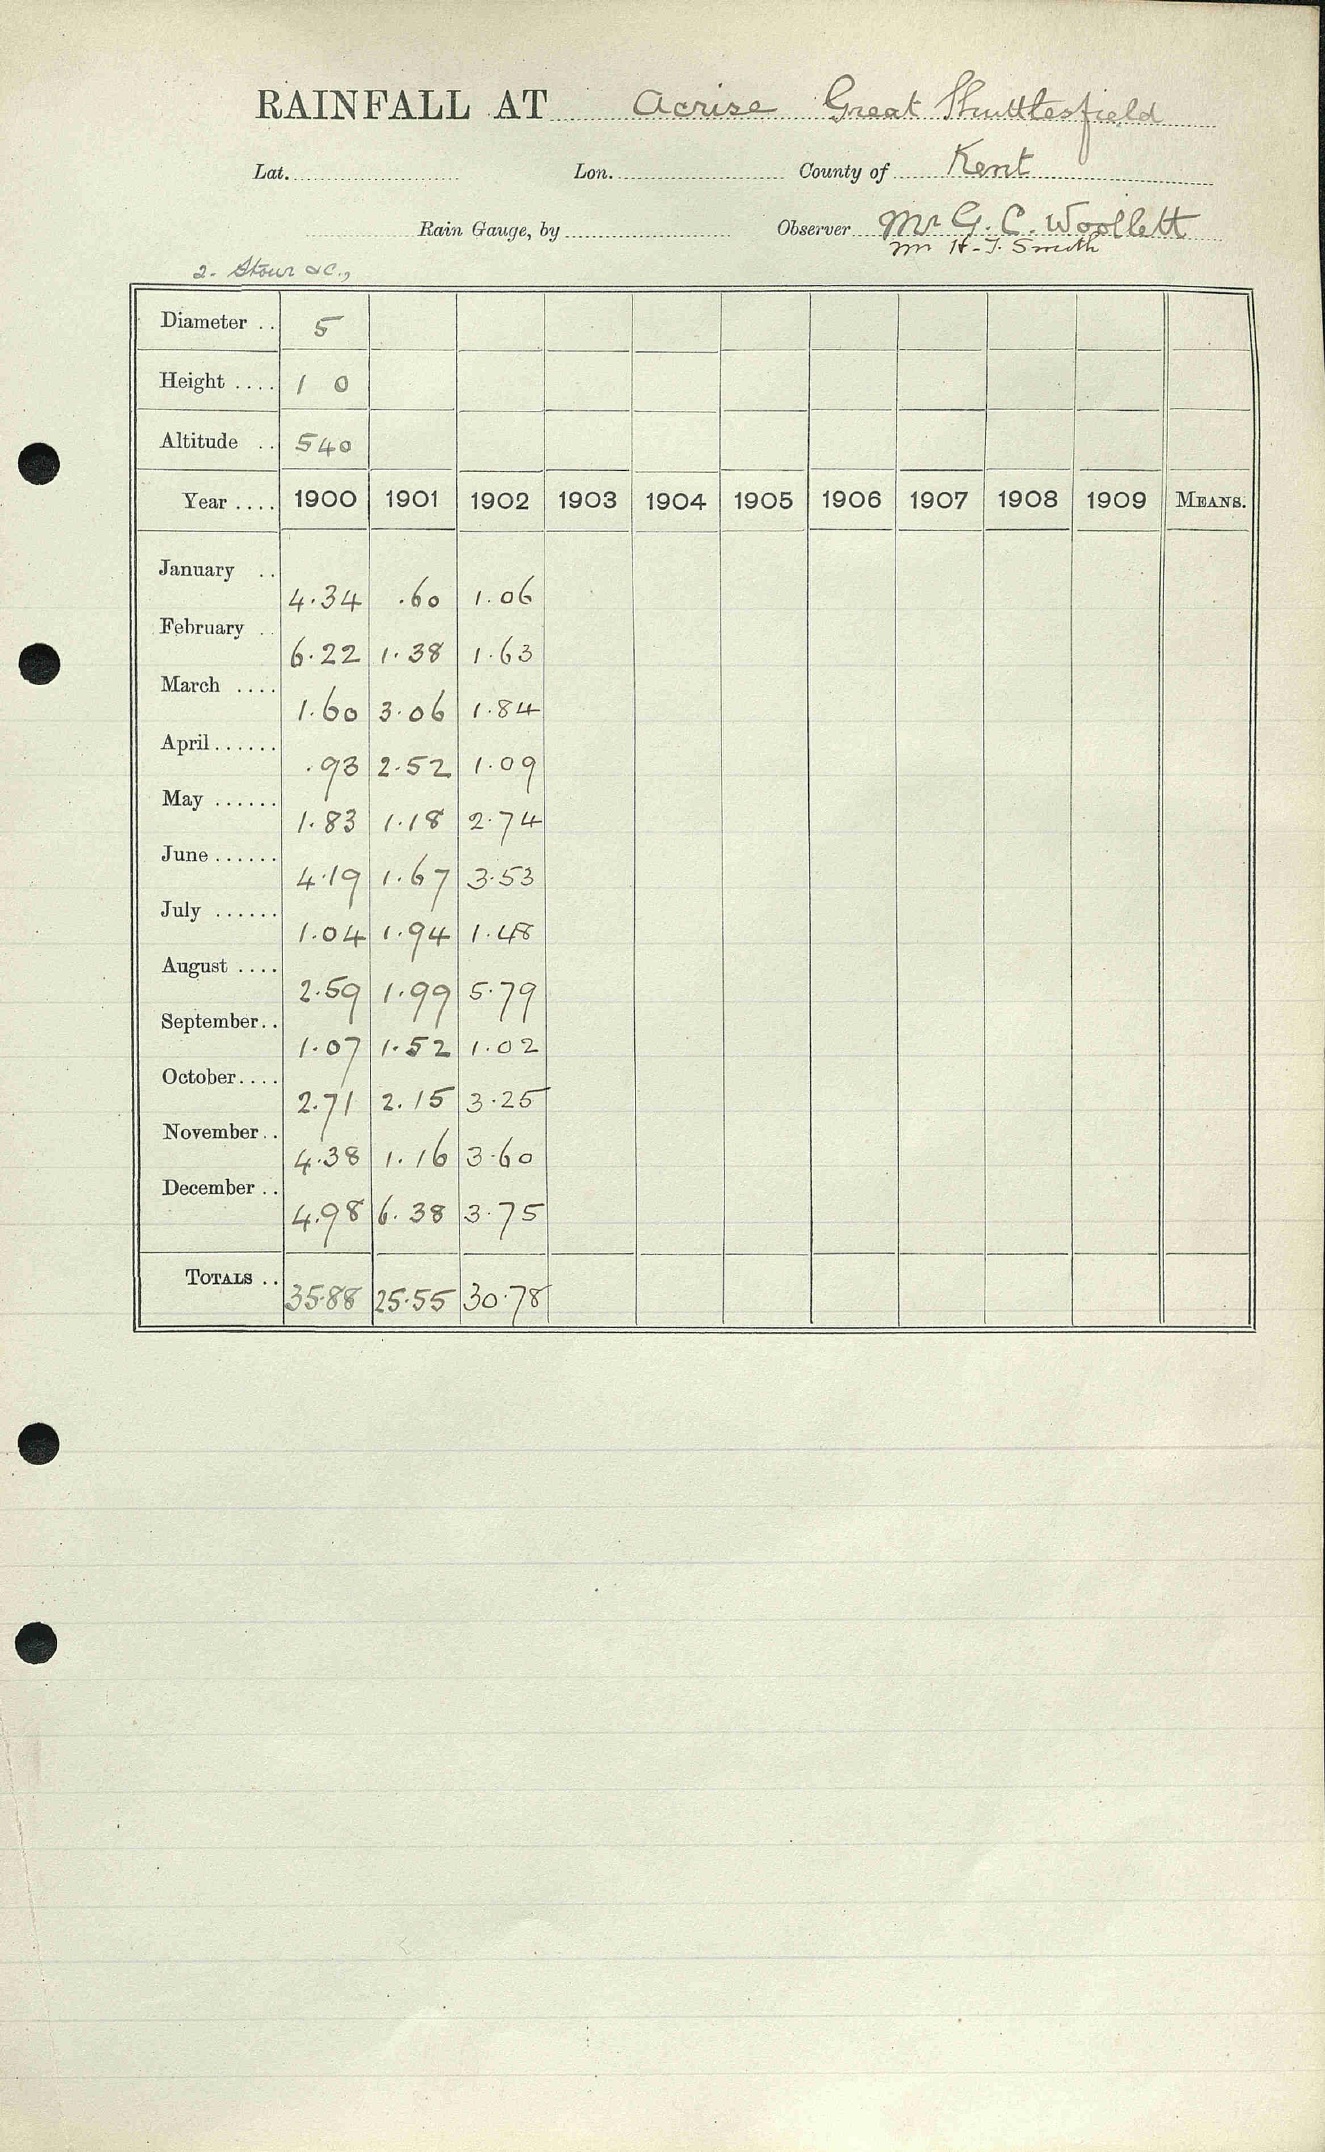 RAINFALL AT Acrise Great Shuttlesfield
Lat. Lon. County of Kent
Rain Gauge, by Observer Mr G. C. Woollett
Mr H. J. Smith
2. Stour &c.,
Diameter .. 5
Height .... 1 0
Altitude .. 540
Year .... 1900 1901 1902 1903 1904 1905 1906 1907 1908 1909 MEANS.
January .. 4.34 .60 1.06
February .. 6.22 1.38 1.63
March .... 1.60 3.06 1.84
April ...... .93 2.52 1.09
May ...... 1.83 1.18 2.74
June ...... 4.19 1.67 3.53
July ...... 1.04 1.94 1.48
August .... 2.59 1.99 5.79
September .. 1.07 1.52 1.02
October .... 2.71 2.15 3.25
November .. 4.38 1.16 3.60
December .. 4.98 6.38 3.75
TOTALS .. 35.88 25.55 30.78